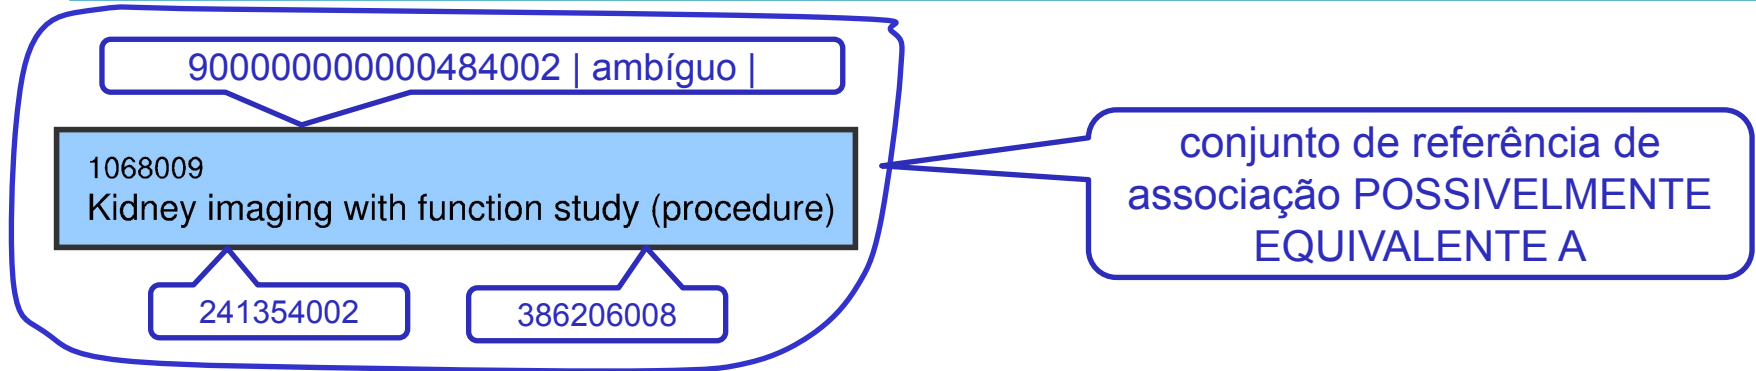 900000000000484002 | ambíguo |
1068009
Kidney imaging with function study (procedure)
241354002
386206008
conjunto de referência de
associação POSSIVELMENTE
EQUIVALENTE A